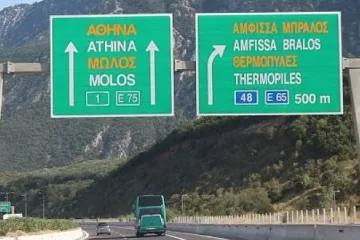 ΑΘΗΝΑ
ATHINA
ΜΩΛΟΣ
MOLOS
1 E 75
ΑΜΦΙΣΣΑ ΜΠΡΑΛΟΣ
AMFISSA BRALOS
ΘΕΡΜΟΠΥΛΕΣ
THERMOPILES
48 E 65 500 m